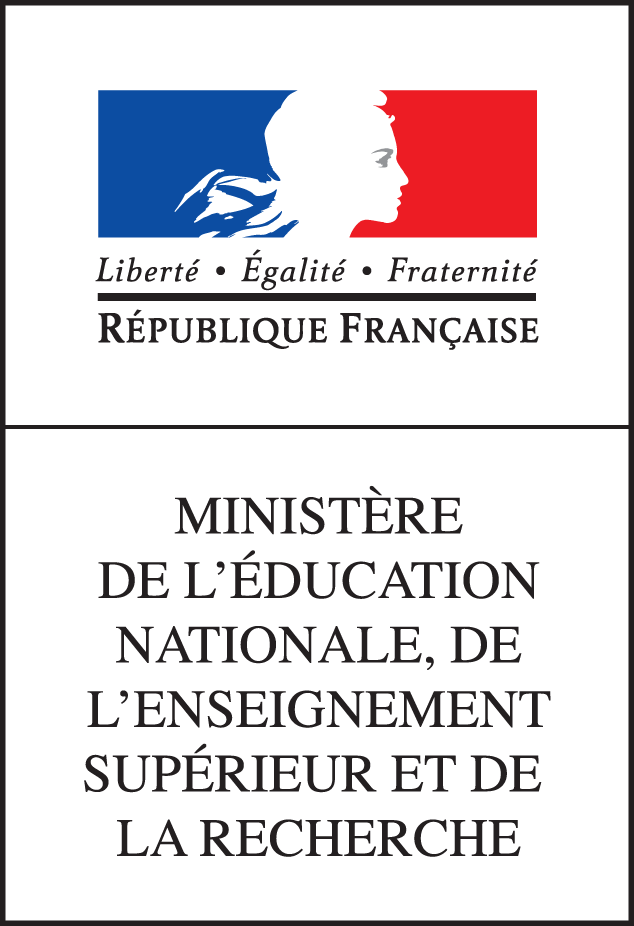 Liberté • Égalité • Fraternité
RÉPUBLIQUE FRANÇAISE
MINISTÈRE
DE L’ÉDUCATION
NATIONALE, DE
L’ENSEIGNEMENT
SUPÉRIEUR ET DE
LA RECHERCHE